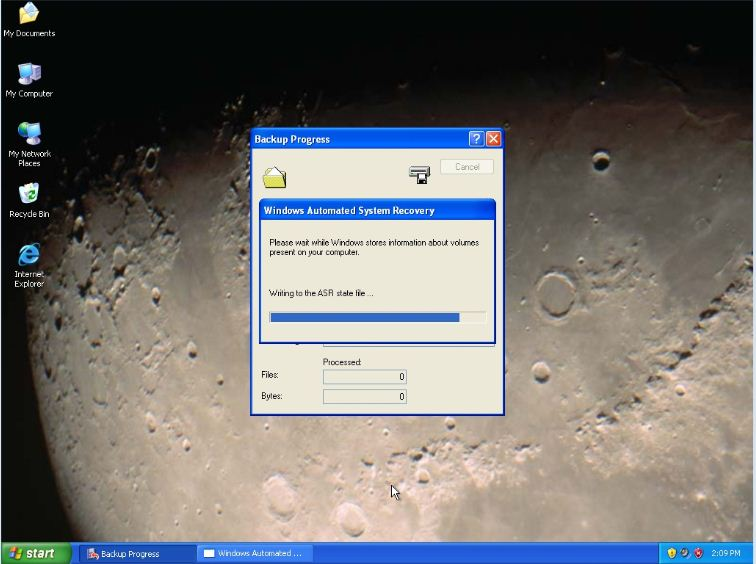 My Documents
My Computer
My Network
Places
Recycle Bin
Internet
Explorer
Backup Progress
?
Cancel
Windows Automated System Recovery
Please wait while Windows stores information about volumes
present on your computer.
Writing to the ASR state file ...
Processed:
Files:
0
Bytes:
0
start
Backup Progress
Windows Automated ...
2:09 PM